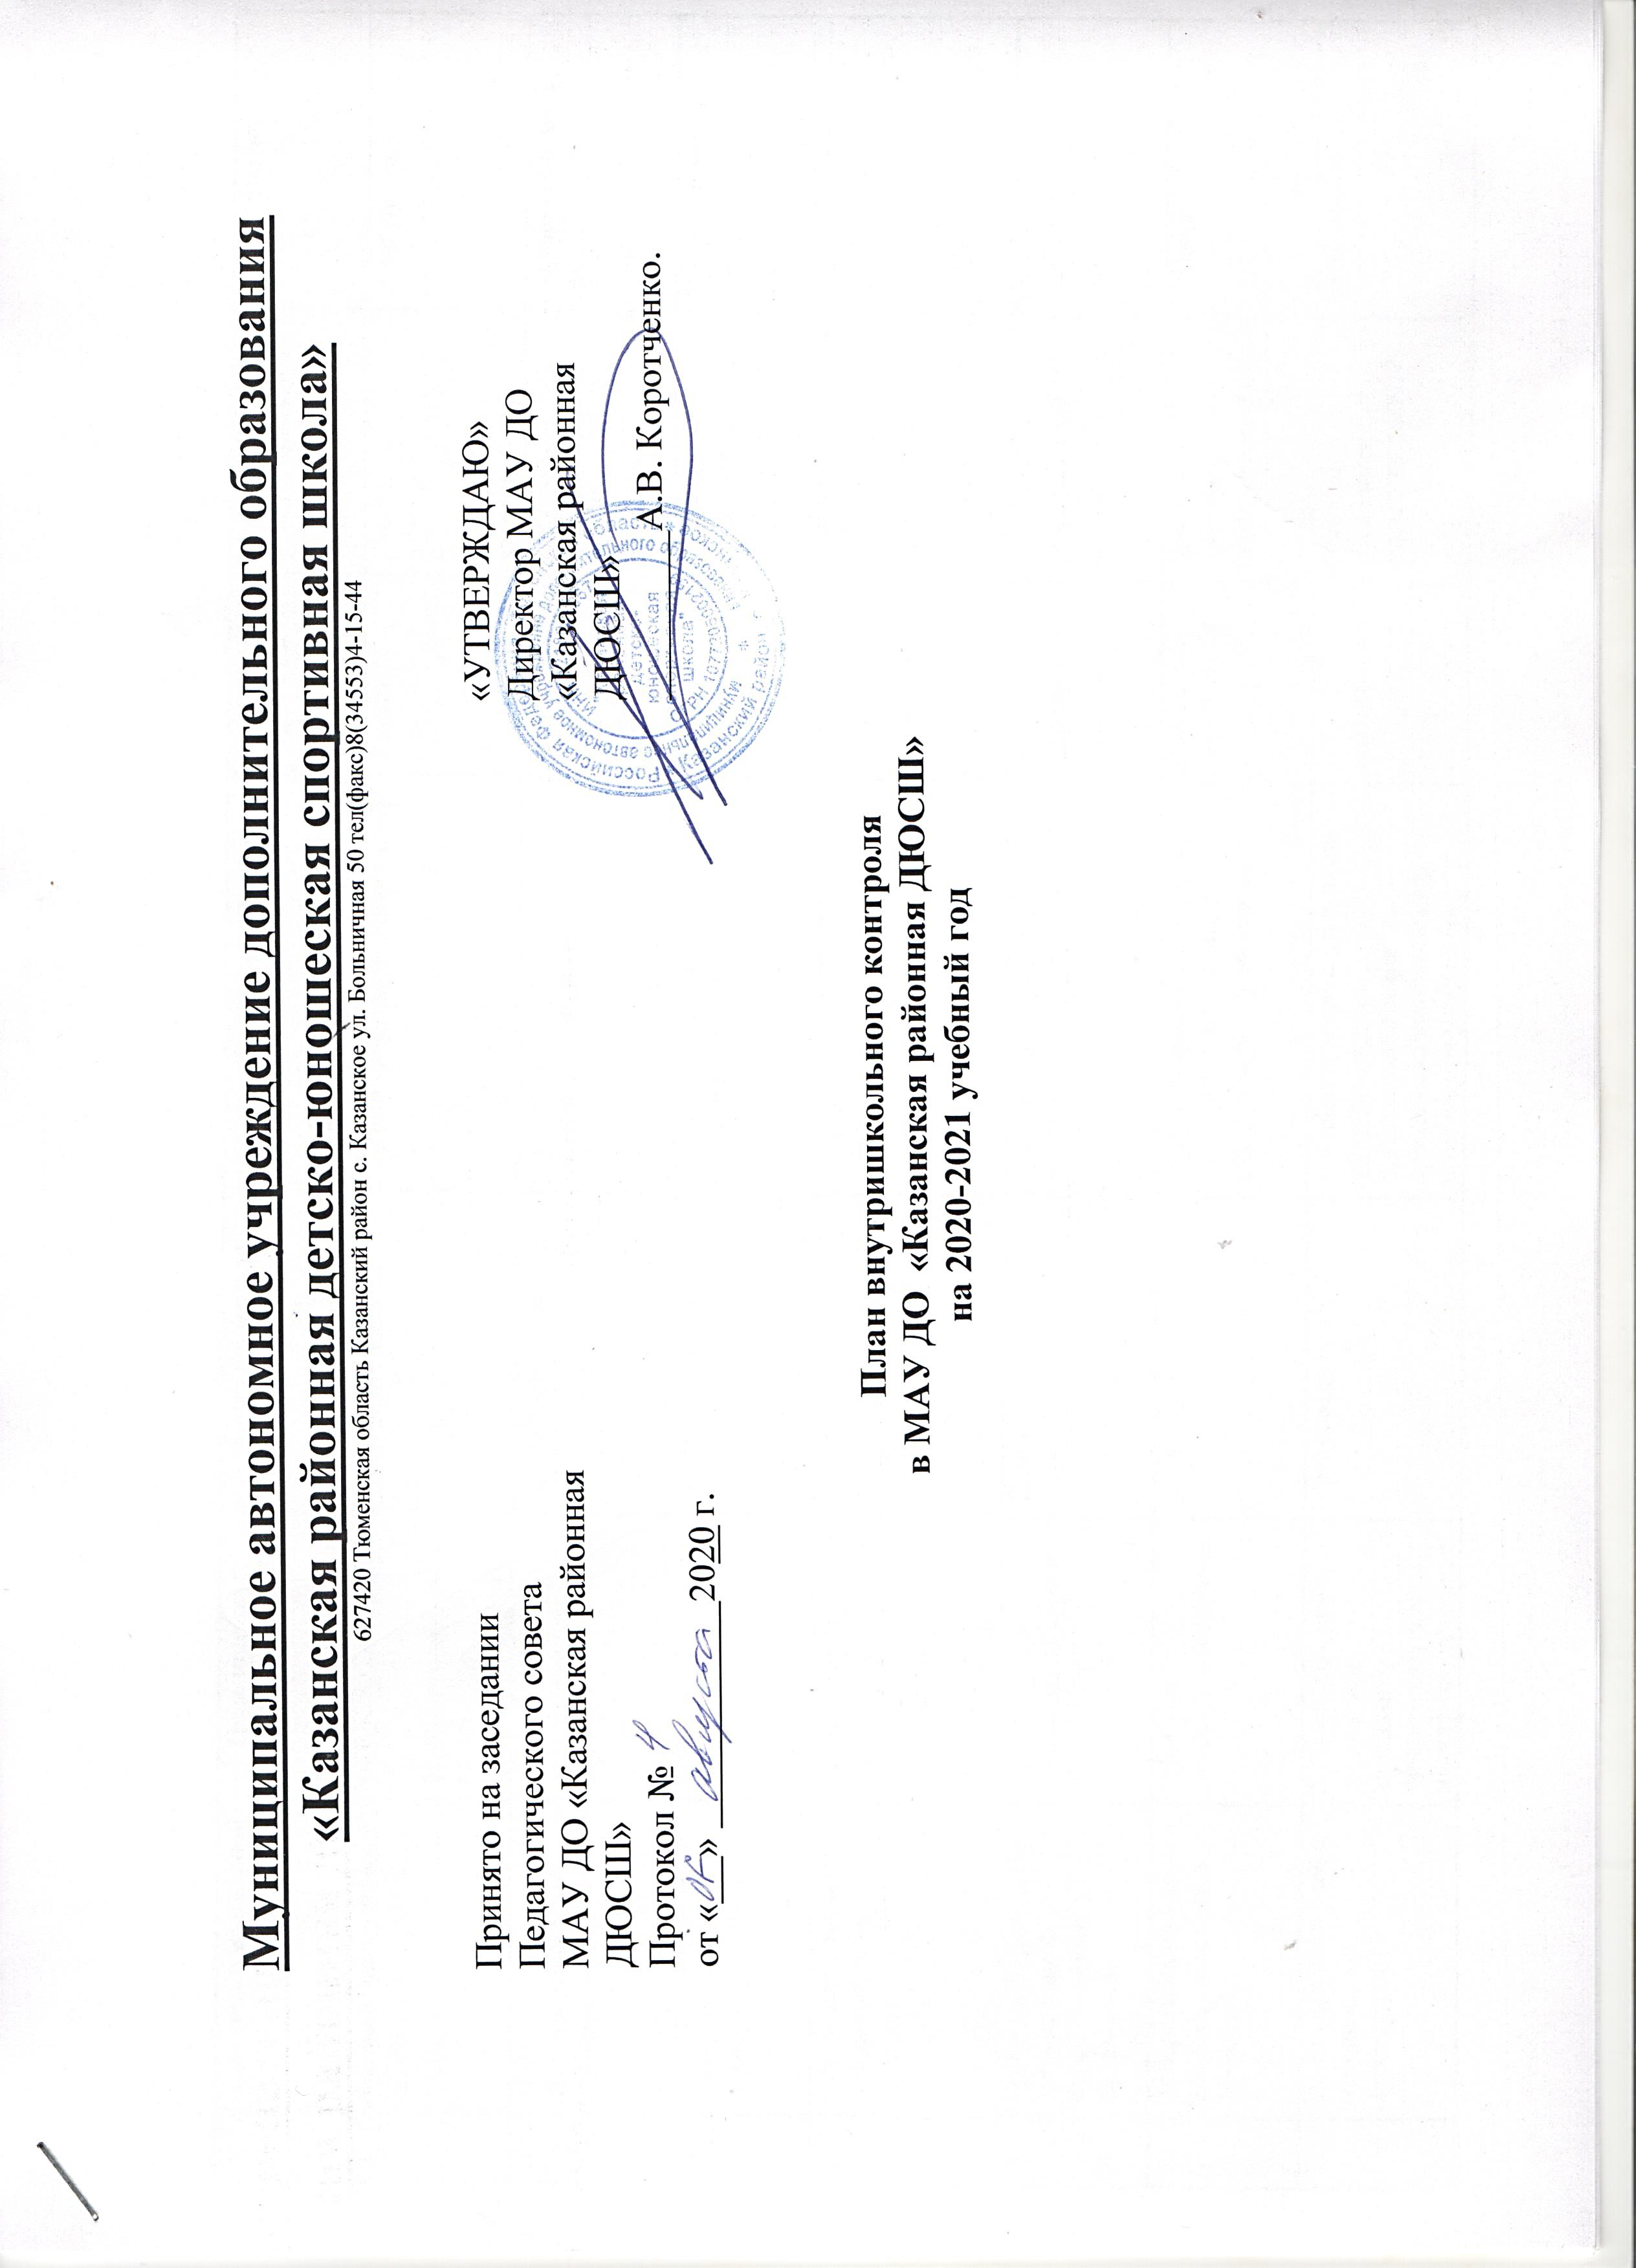 Муниципальное автономное учреждение дополнительного образования
«Казанская районная детско-юношеская спортивная школа»
627420 Тюменская область Казанский район с. Казанское ул. Больничная 50 тел(факс)8(34553)4-15-44
Принято на заседании
Педагогического совета
МАУ ДО «Казанская районная
ДЮСШ»
Протокол № 4
от « » августа 2020 г.
«УТВЕРЖДАЮ»
Директор МАУ ДО
«Казанская районная
ДЮСШ»
А.В. Коротченко.
План внутришкольного контроля
в МАУ ДО «Казанская районная ДЮСШ»
на 2020-2021 учебный год